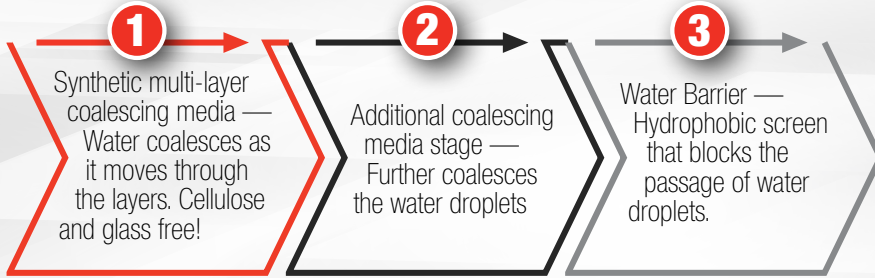 1
Synthetic multi-layer
coalescing media —
Water coalesces as
it moves through
the layers. Cellulose
and glass free!
2
Additional coalescing
media stage —
Further coalesces
the water droplets
3
Water Barrier —
Hydrophobic screen
that blocks the
passage of water
droplets.